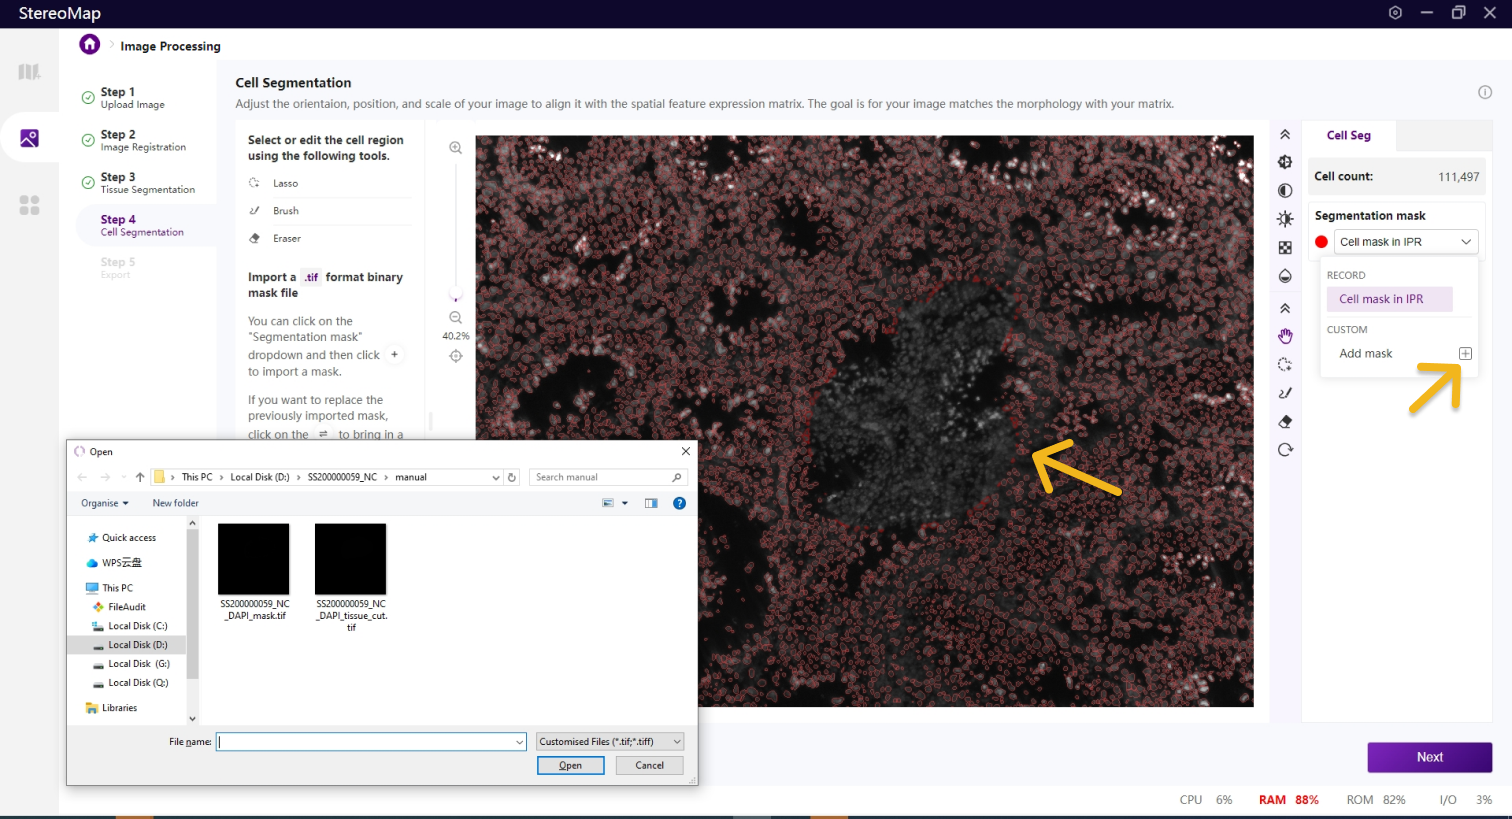 StereoMap
Image Processing
Step 1
Upload Image
Step 2
Image Registration
Step 3
Tissue Segmentation
Step 4
Cell Segmentation
Step 5
Export
Cell Segmentation
Adjust the orientaion, position, and scale of your image to align it with the spatial feature expression matrix. The goal is for your image matches the morphology with your matrix.
Select or edit the cell region
using the following tools.
Lasso
Brush
Eraser
Import a .tif format binary
mask file
You can click on the
"Segmentation mask"
dropdown and then click +
to import a mask.
If you want to replace the
previously imported mask,
click on the ⇌ to bring in a
40.2%
Cell Seg
Cell count: 111,497
Segmentation mask
Cell mask in IPR
RECORD
Cell mask in IPR
CUSTOM
Add mask
Open
This PC › Local Disk (D:) › SS200000059_NC › manual
Search manual
Organise
New folder
Quick access
WPS云盘
This PC
FileAudit
Local Disk (C:)
Local Disk (D:)
Local Disk (G:)
Local Disk (Q:)
Libraries
SS200000059_NC
_DAPI_mask.tif
SS200000059_NC
_DAPI_tissue_cut.
tif
File name:
Customised Files (*.tif;*.tiff)
Open
Cancel
Next
CPU 6% RAM 88% ROM 82% I/O 3%